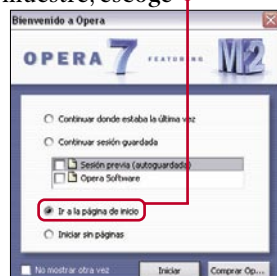 muestre, escoge
Bienvenido a Opera
OPERA 7 FEATURING M2
Continuar donde estaba la última vez
Continuar sesión guardada
Sesión previa (autoguardada)
Opera Software
Ir a la página de inicio
Iniciar sin páginas
No mostrar otra vez
Iniciar
Comprar Op...